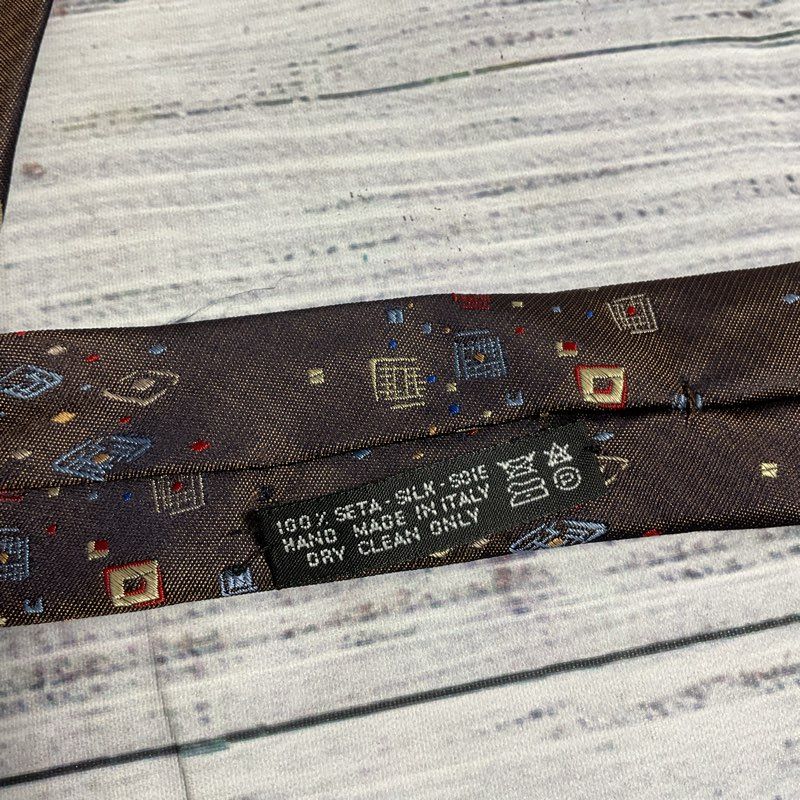 100% SETA - SILK - SOIE
HAND MADE IN ITALY
DRY CLEAN ONLY
P